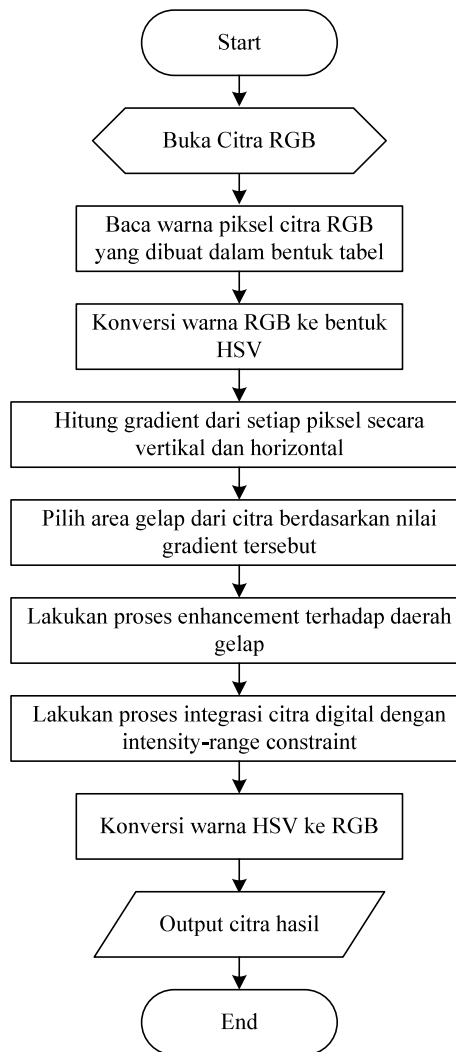 Start
Buka Citra RGB
Baca warna piksel citra RGB
yang dibuat dalam bentuk tabel
Konversi warna RGB ke bentuk
HSV
Hitung gradient dari setiap piksel secara
vertikal dan horizontal
Pilih area gelap dari citra berdasarkan nilai
gradient tersebut
Lakukan proses enhancement terhadap daerah
gelap
Lakukan proses integrasi citra digital dengan
intensity-range constraint
Konversi warna HSV ke RGB
Output citra hasil
End